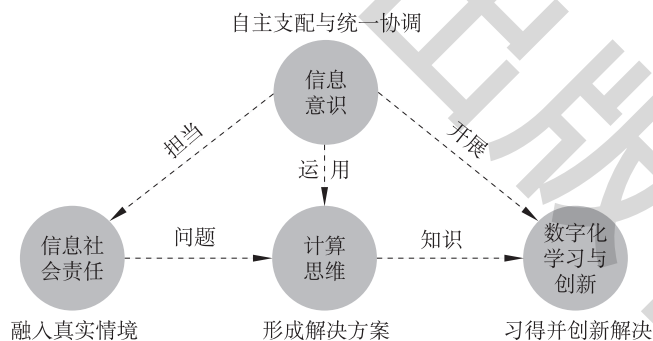 自主支配与统一协调
信息
意识
担当
运用
开展
信息社
会责任
问题
计算
思维
知识
数字化
学习与
创新
融入真实情境
形成解决方案
习得并创新解决
出版